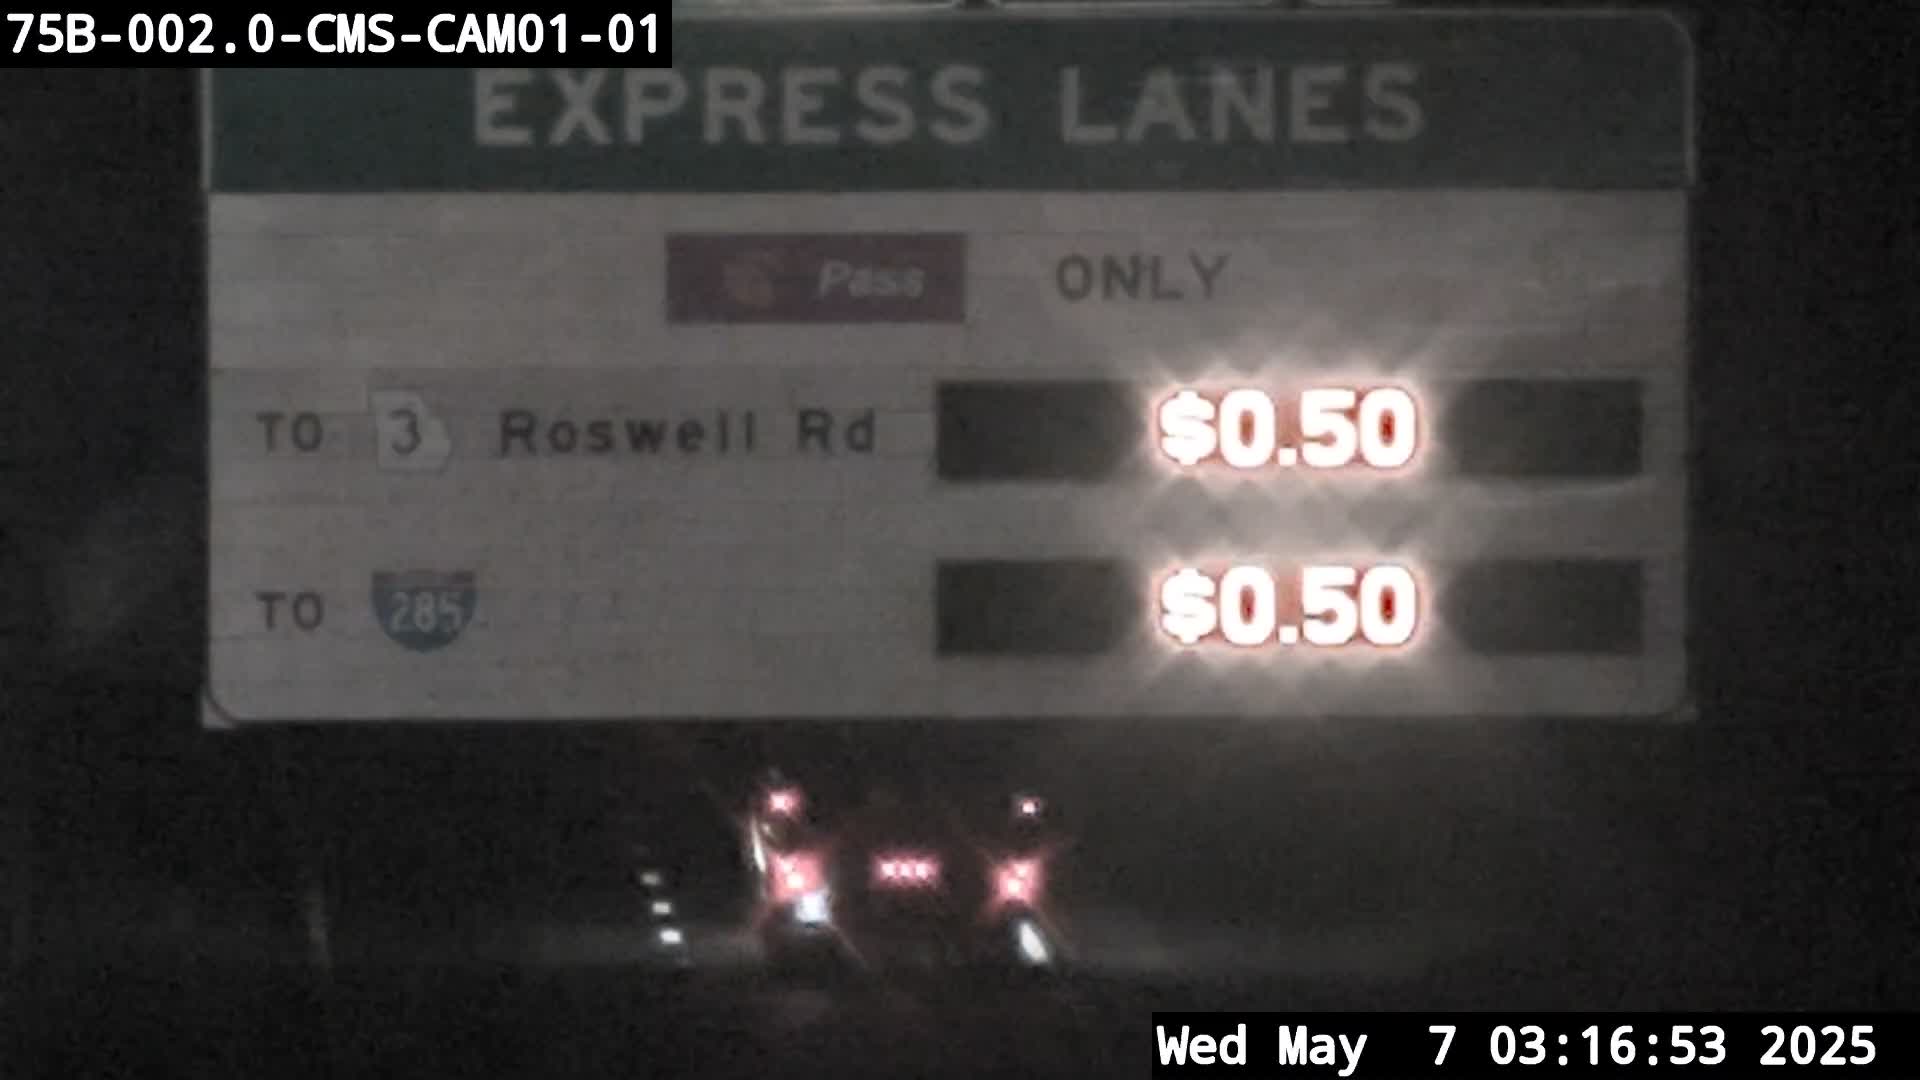 75B-002.0-CMS-CAM01-01
EXPRESS LANES
Pass ONLY
TO 3 Roswell Rd $0.50
TO 285 $0.50
Wed May 7 03:16:53 2025